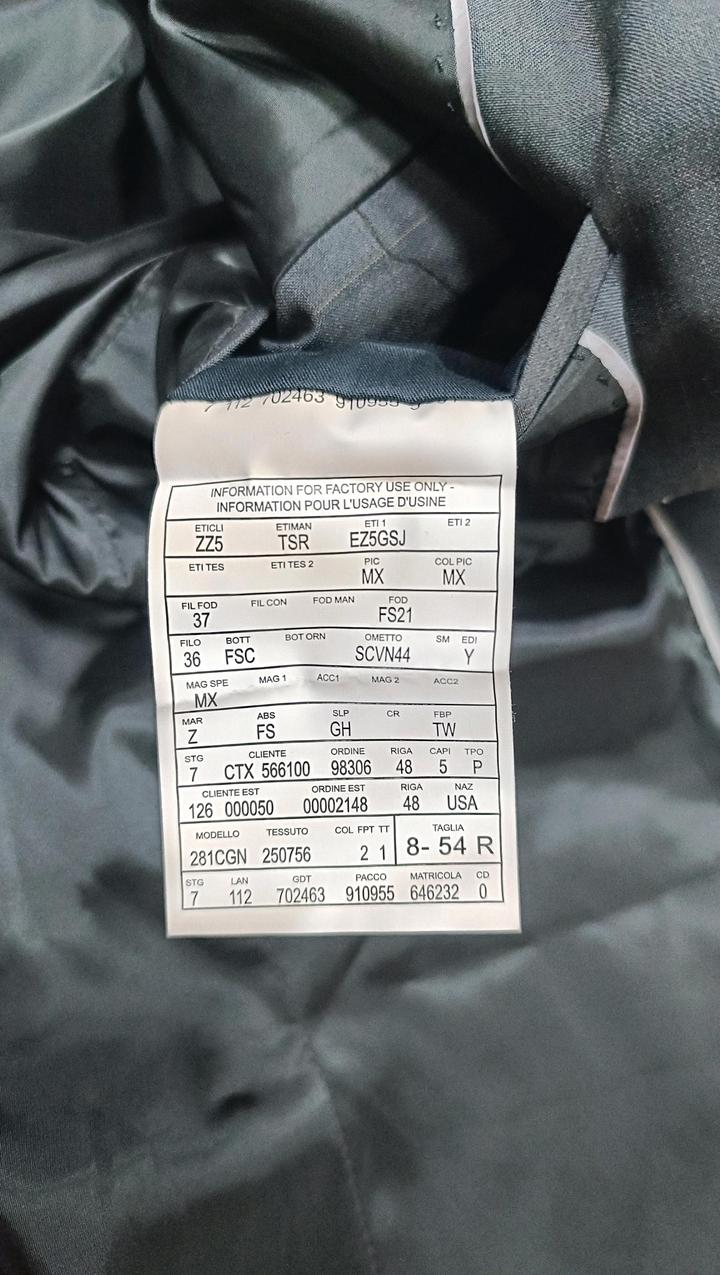 112 702463 910955
INFORMATION FOR FACTORY USE ONLY -
INFORMATION POUR L'USAGE D'USINE
ETICLI ETIMAN ETI 1 ETI 2
ZZ5 TSR EZ5GSJ
ETI TES ETI TES 2 PIC COL PIC
MX MX
FIL FOD FIL CON FOD MAN FOD
37 FS21
FILO BOTT BOT ORN OMETTO SM EDI
36 FSC SCVN44 Y
MAG SPE MAG 1 ACC1 MAG 2 ACC2
MX
MAR ABS SLP CR FBP
Z FS GH TW
STG CLIENTE ORDINE RIGA CAPI TPO
7 CTX 566100 98306 48 5 P
CLIENTE EST ORDINE EST RIGA NAZ
126 000050 00002148 48 USA
MODELLO TESSUTO COL FPT TT TAGLIA
281CGN 250756 2 1 8- 54 R
STG LAN GDT PACCO MATRICOLA CD
7 112 702463 910955 646232 0